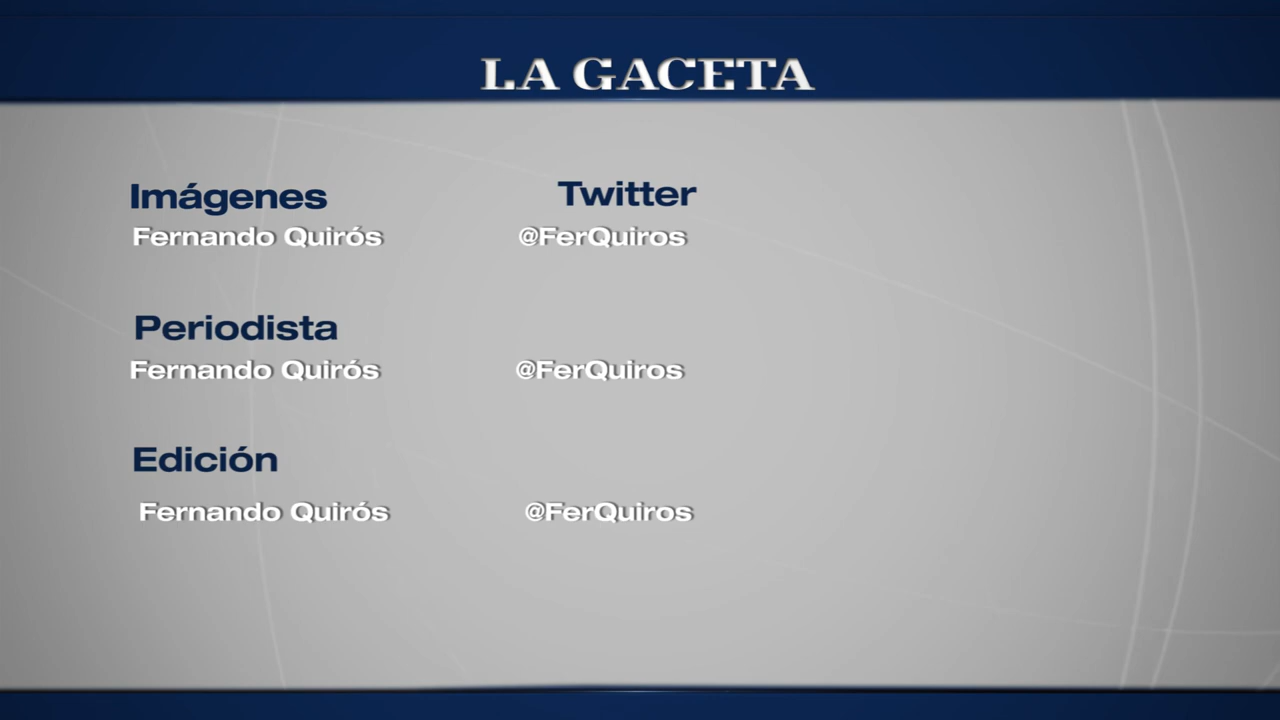 LA GACETA
Imágenes Twitter
Fernando Quirós @FerQuiros
Periodista
Fernando Quirós @FerQuiros
Edición
Fernando Quirós @FerQuiros